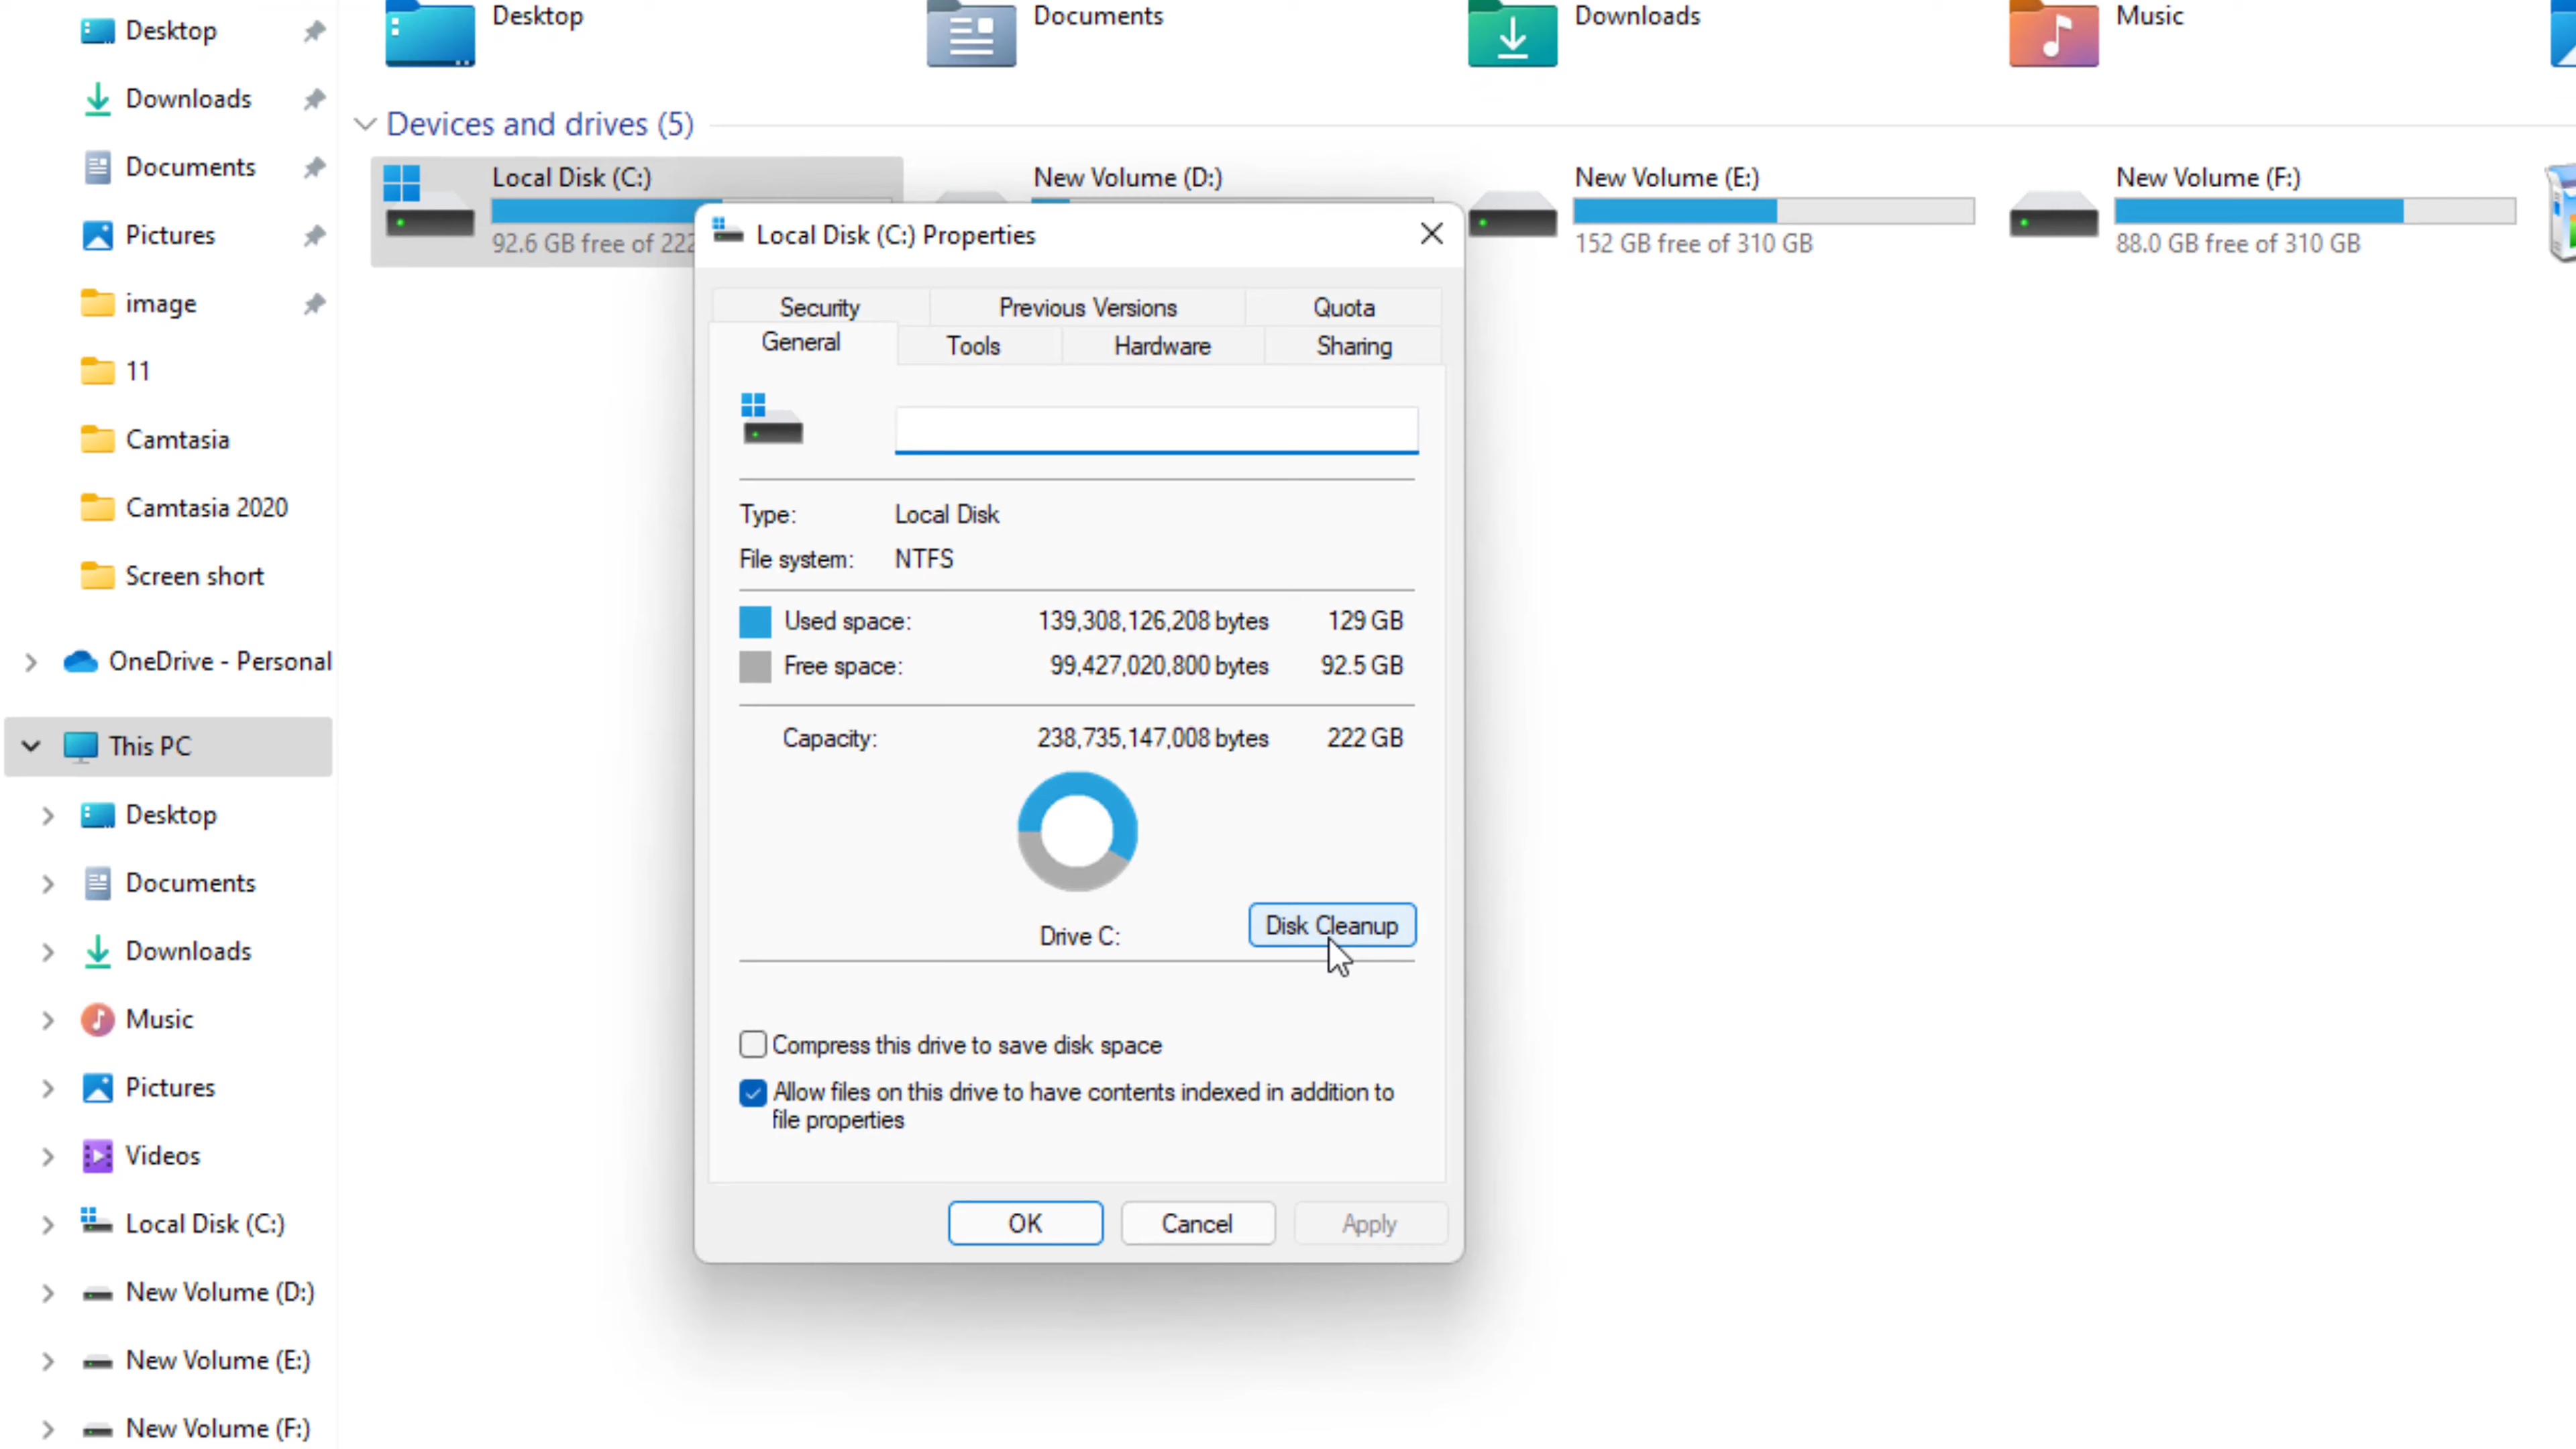 Desktop
Downloads
Documents
Pictures
image
11
Camtasia
Camtasia 2020
Screen short
OneDrive - Personal
This PC
Desktop
Documents
Downloads
Music
Pictures
Videos
Local Disk (C:)
New Volume (D:)
New Volume (E:)
New Volume (F:)
Desktop
Documents
Downloads
Music
Devices and drives (5)
Local Disk (C:)
92.6 GB free of 222
New Volume (D:)
New Volume (E:)
152 GB free of 310 GB
New Volume (F:)
88.0 GB free of 310 GB
Local Disk (C:) Properties
Security Previous Versions Quota
General Tools Hardware Sharing
Type: Local Disk
File system: NTFS
Used space: 139,308,126,208 bytes 129 GB
Free space: 99,427,020,800 bytes 92.5 GB
Capacity: 238,735,147,008 bytes 222 GB
Drive C:
Disk Cleanup
Compress this drive to save disk space
Allow files on this drive to have contents indexed in addition to
file properties
OK Cancel Apply